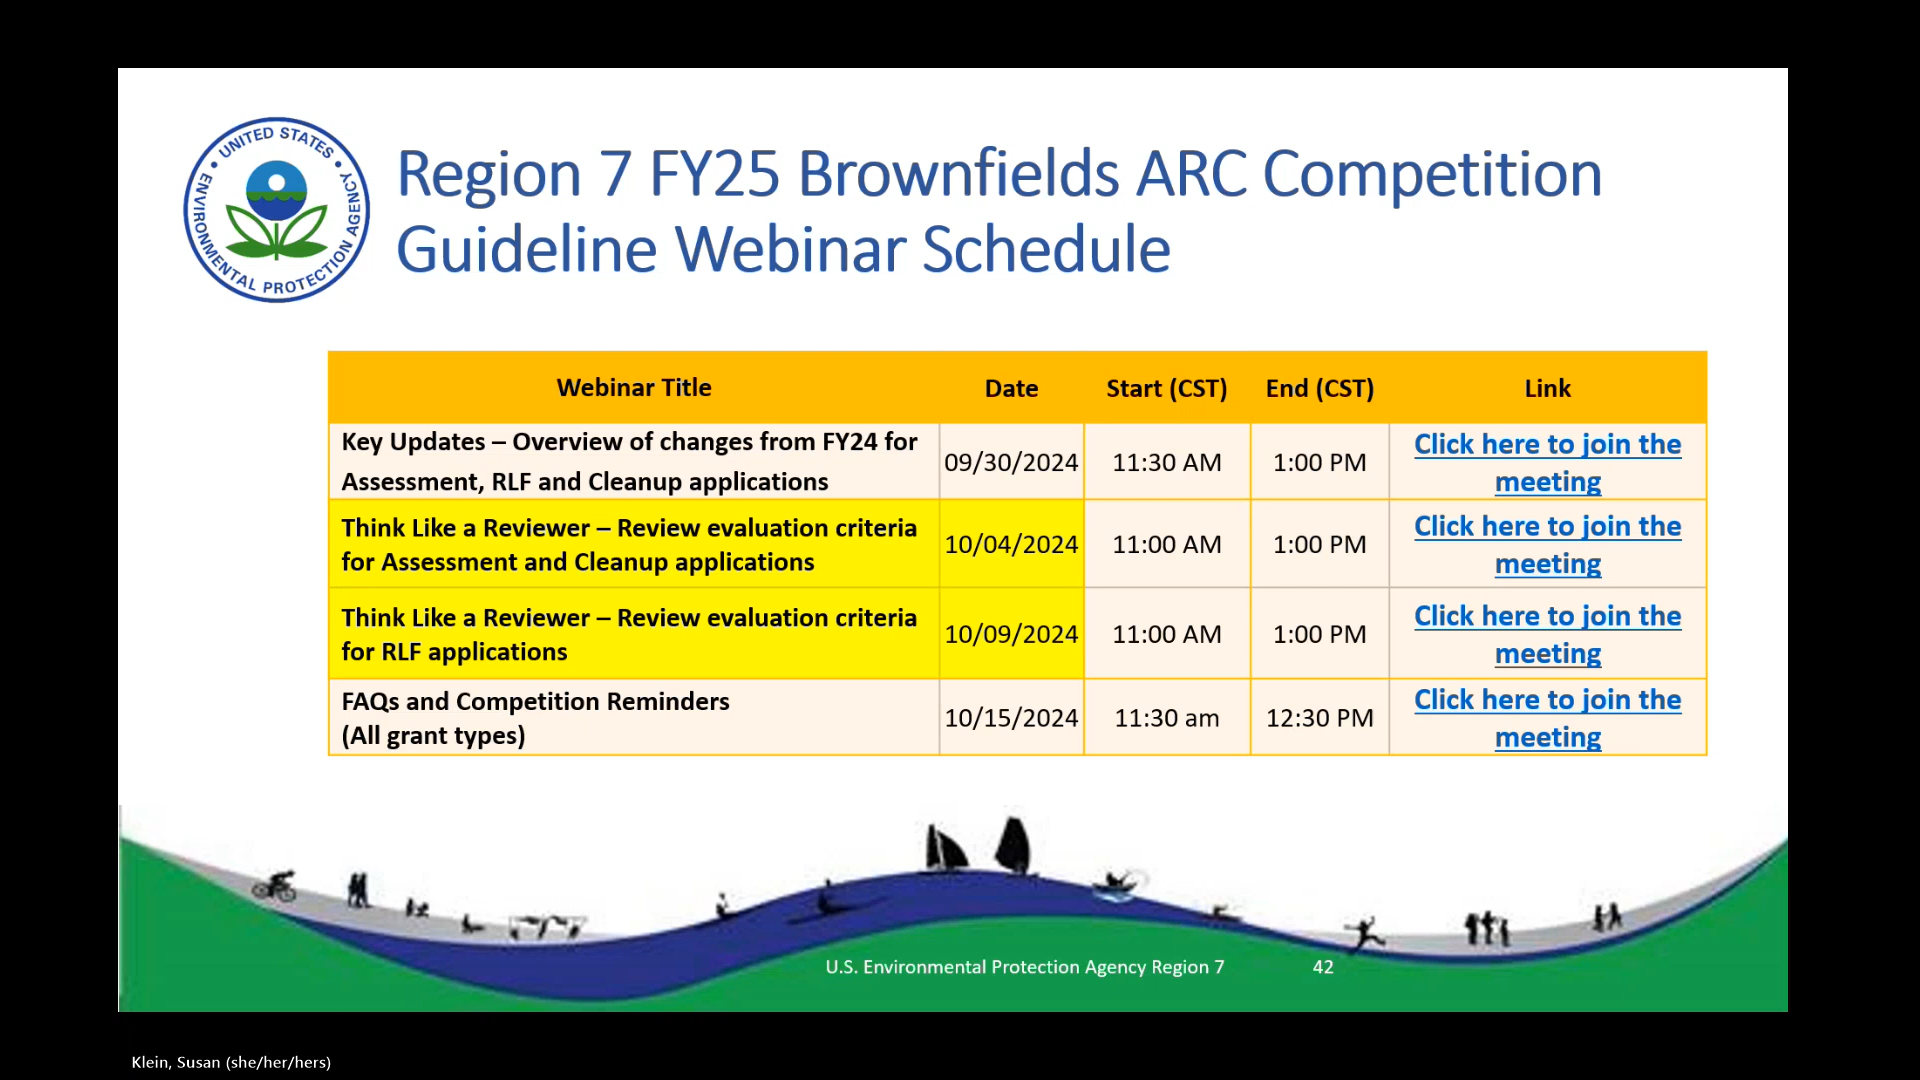 UNITED STATES
ENVIRONMENTAL PROTECTION AGENCY
Region 7 FY25 Brownfields ARC Competition
Guideline Webinar Schedule
Webinar Title Date Start (CST) End (CST) Link
Key Updates – Overview of changes from FY24 for
Assessment, RLF and Cleanup applications
09/30/2024 11:30 AM 1:00 PM
Click here to join the
meeting
Think Like a Reviewer – Review evaluation criteria
for Assessment and Cleanup applications
10/04/2024 11:00 AM 1:00 PM
Click here to join the
meeting
Think Like a Reviewer – Review evaluation criteria
for RLF applications
10/09/2024 11:00 AM 1:00 PM
Click here to join the
meeting
FAQs and Competition Reminders
(All grant types)
10/15/2024 11:30 am 12:30 PM
Click here to join the
meeting
U.S. Environmental Protection Agency Region 7 42
Klein, Susan (she/her/hers)